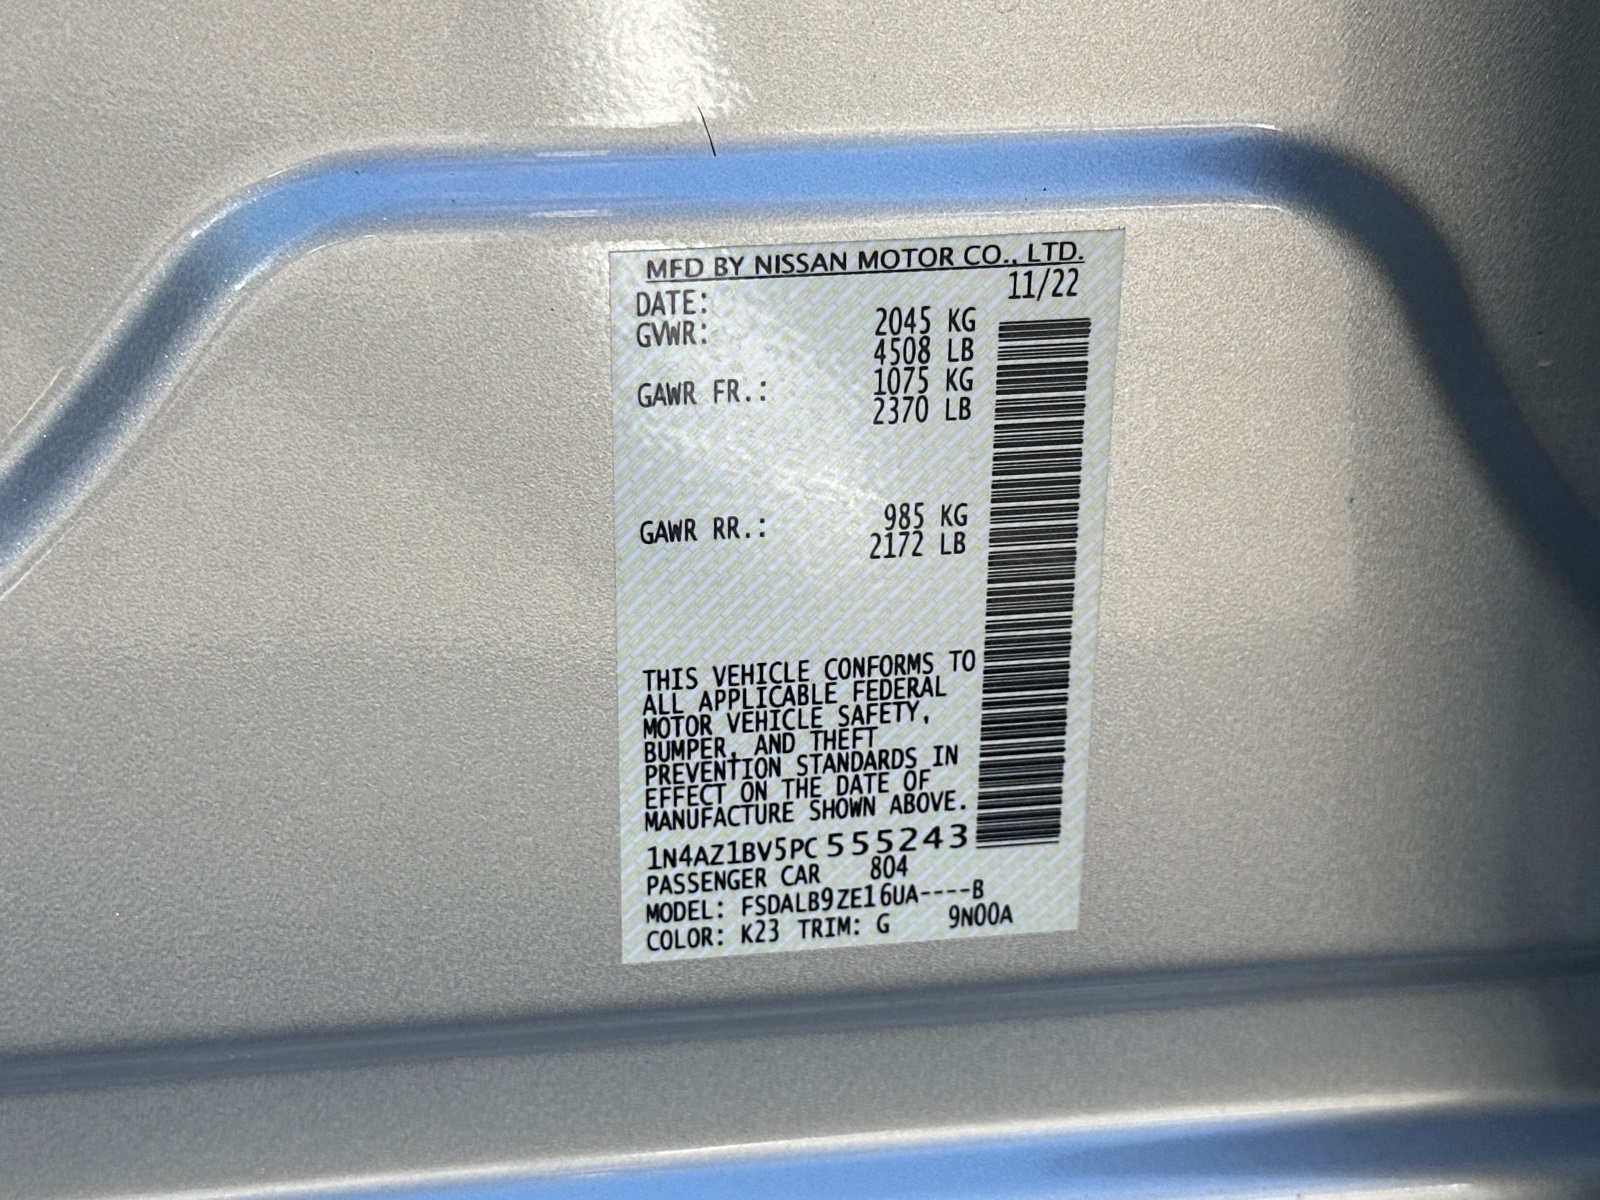 MFD BY NISSAN MOTOR CO., LTD.
DATE: 11/22
GVWR: 2045 KG
4508 LB
GAWR FR.: 1075 KG
2370 LB
GAWR RR.: 985 KG
2172 LB
THIS VEHICLE CONFORMS TO
ALL APPLICABLE FEDERAL
MOTOR VEHICLE SAFETY,
BUMPER, AND THEFT
PREVENTION STANDARDS IN
EFFECT ON THE DATE OF
MANUFACTURE SHOWN ABOVE.
1N4AZ1BV5PC555243
PASSENGER CAR 804
MODEL: FSDALB9ZE16UA----B
COLOR: K23 TRIM: G 9N00A